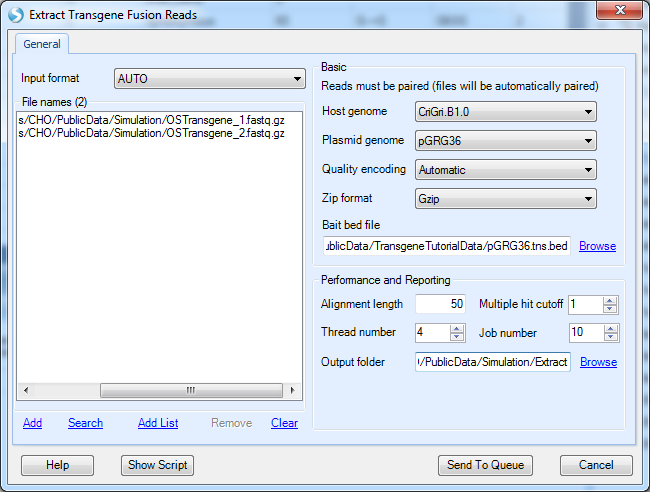 Extract Transgene Fusion Reads
General
Input format AUTO
File names (2)
s/CHO/PublicData/Simulation/OSTransgene_1.fastq.gz
s/CHO/PublicData/Simulation/OSTransgene_2.fastq.gz
Add Search Add List Remove Clear
Basic
Reads must be paired (files will be automatically paired)
Host genome CriGri.B1.0
Plasmid genome pGRG36
Quality encoding Automatic
Zip format Gzip
Bait bed file
blicData/TransgeneTutorialData/pGRG36.tns.bed Browse
Performance and Reporting
Alignment length 50 Multiple hit cutoff 1
Thread number 4 Job number 10
Output folder /PublicData/Simulation/Extract Browse
Help Show Script Send To Queue Cancel